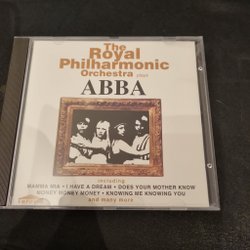 The
Royal
Philharmonic
Orchestra plays
ABBA
including
MAMMA MIA • I HAVE A DREAM • DOES YOUR MOTHER KNOW
MONEY MONEY MONEY • KNOWING ME KNOWING YOU
and many more